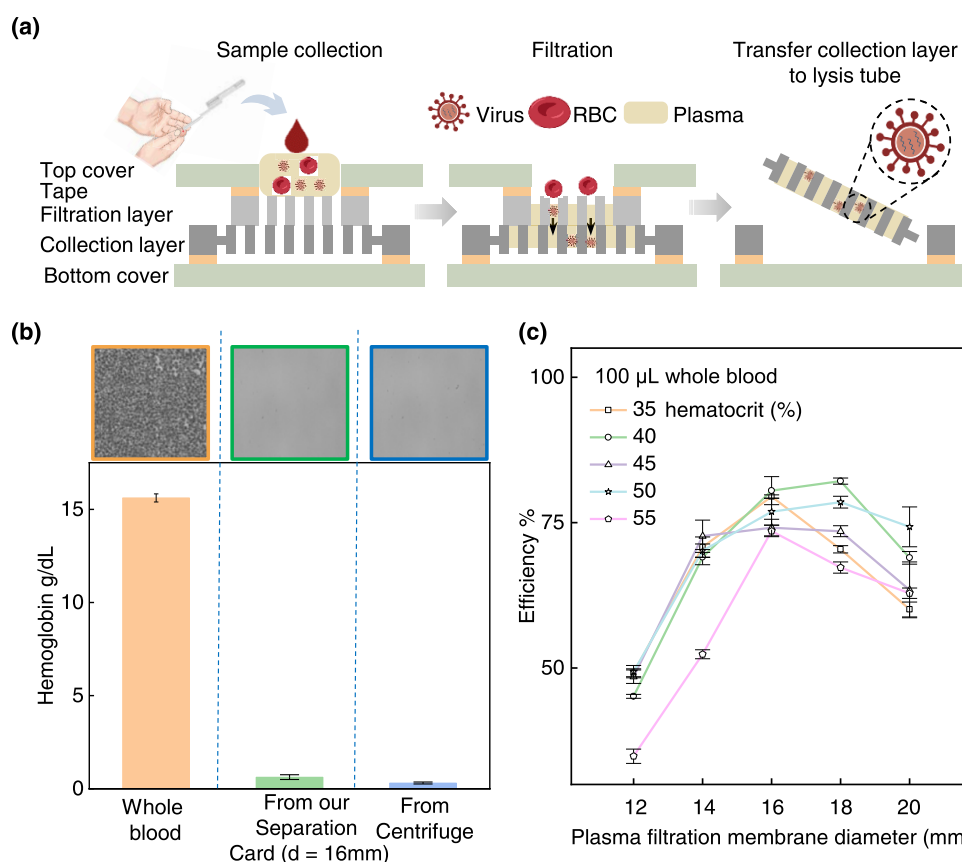 (a)
Sample collection
Filtration
Transfer collection layer
to lysis tube
Virus
RBC
Plasma
Top cover
Tape
Filtration layer
Collection layer
Bottom cover
(b)
Hemoglobin g/dL
15
10
5
0
Whole
blood
From our
Separation
Card (d = 16mm)
From
Centrifuge
(c)
100 µL whole blood
35 hematocrit (%)
40
45
50
55
Efficiency %
100
75
50
12
14
16
18
20
Plasma filtration membrane diameter (mm